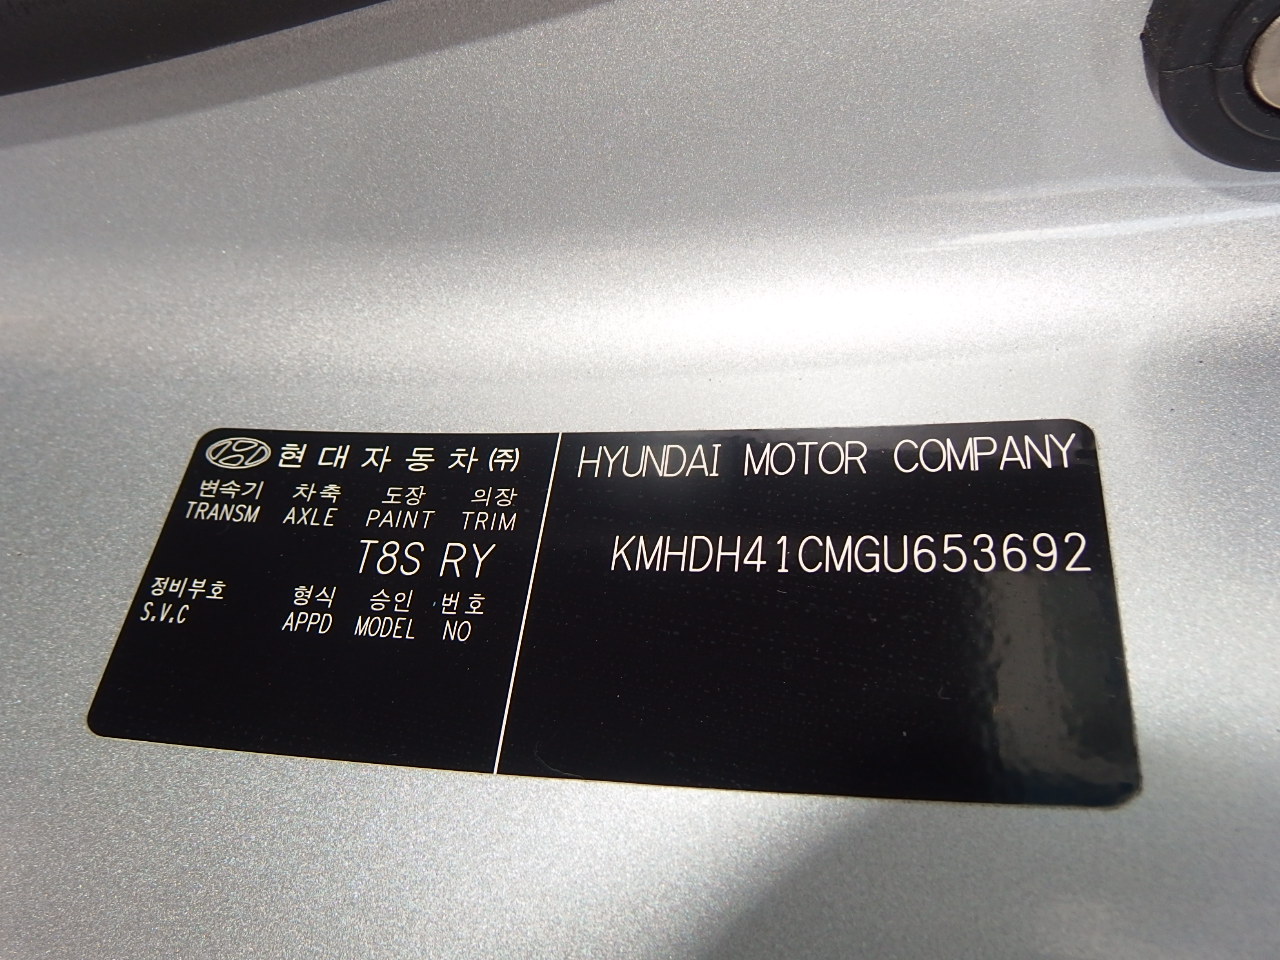 현대자동차(주)
변속기 차축 도장 의장
TRANSM AXLE PAINT TRIM
T8S RY
정비부호 형식 승인 번호
S.V.C APPD MODEL NO
HYUNDAI MOTOR COMPANY
KMHDH41CMGU653692